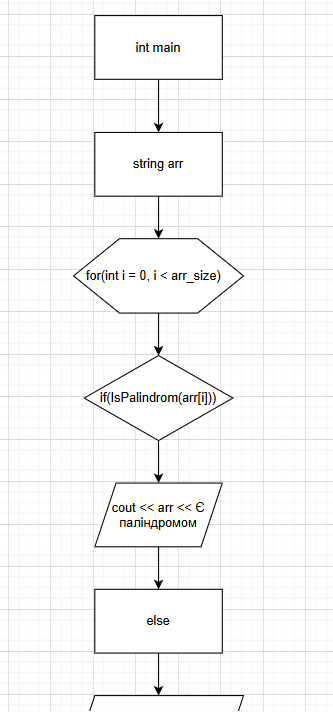 int main
string arr
for(int i = 0, i < arr_size)
if(IsPalindrom(arr[i]))
cout << arr << Є
паліндромом
else